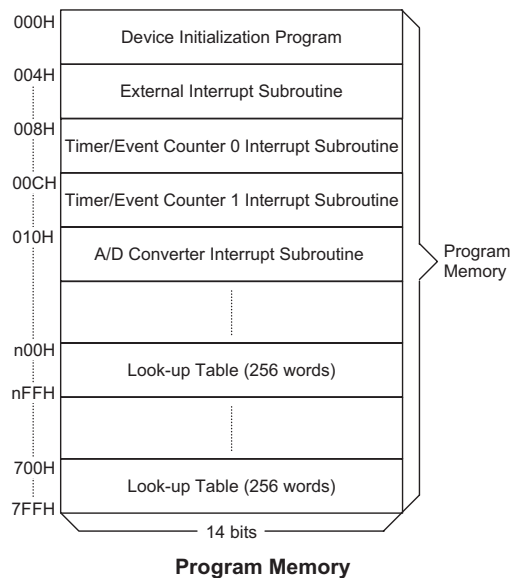 000H
Device Initialization Program
004H
External Interrupt Subroutine
008H
Timer/Event Counter 0 Interrupt Subroutine
00CH
Timer/Event Counter 1 Interrupt Subroutine
010H
A/D Converter Interrupt Subroutine
Program
Memory
n00H
Look-up Table (256 words)
nFFH
700H
Look-up Table (256 words)
7FFH
14 bits
Program Memory